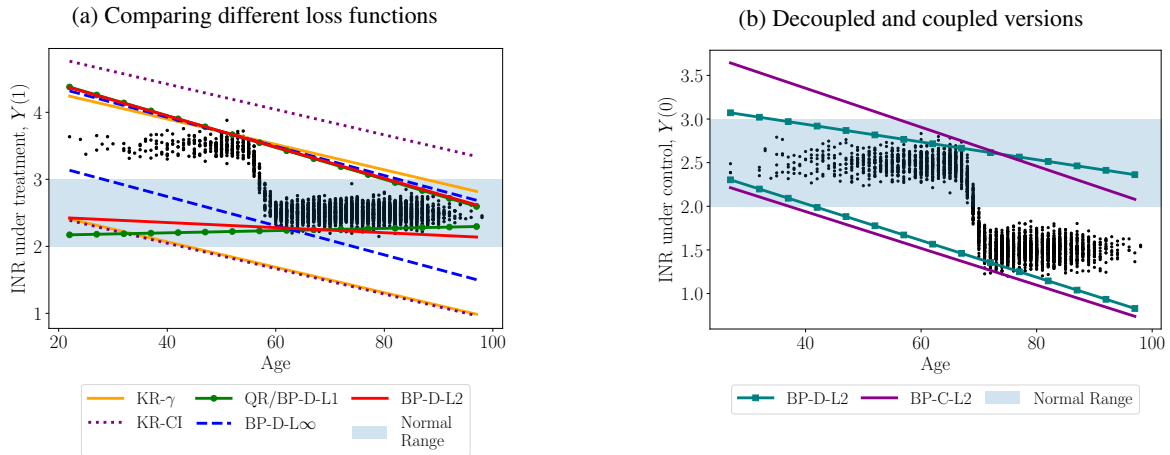 (a) Comparing different loss functions
INR under treatment, Y(1)
4
3
2
1
20
40
60
80
100
Age
KR-γ
QR/BP-D-L1
BP-D-L2
KR-CI
BP-D-L∞
Normal
Range
(b) Decoupled and coupled versions
INR under control, Y(0)
3.5
3.0
2.5
2.0
1.5
1.0
40
60
80
100
Age
BP-D-L2
BP-C-L2
Normal Range